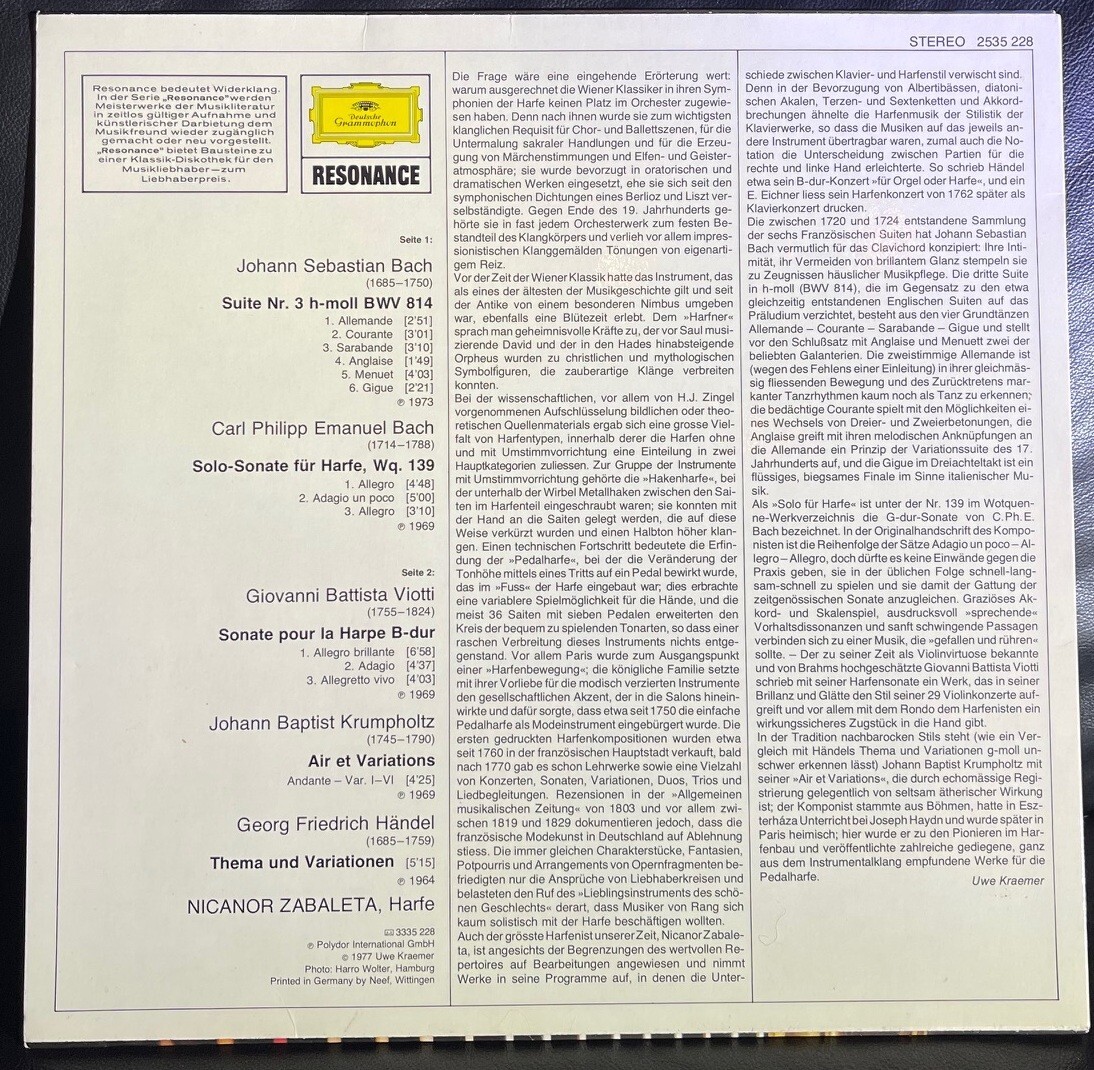 STEREO 2535 228
Resonance bedeutet Widerklang.
In der Serie „Resonance"werden
Meisterwerke der Musikliteratur
in zeitlos gültiger Aufnahme und
künstlerischer Darbietung dem
Musikfreund wieder zugänglich
gemacht oder neu vorgestellt.
„Resonance" bietet Bausteine zu
einer Klassik-Diskothek für den
Musikliebhaber—zum
Liebhaberpreis.
Deutsche
Grammophon
RESONANCE
Seite 1:
Johann Sebastian Bach
(1685–1750)
Suite Nr. 3 h-moll BWV 814
1. Allemande [2'51]
2. Courante [3'01]
3. Sarabande [3'10]
4. Anglaise [1'49]
5. Menuet [4'03]
6. Gigue [2'21]
℗ 1973
Carl Philipp Emanuel Bach
(1714–1788)
Solo-Sonate für Harfe, Wq. 139
1. Allegro [4'48]
2. Adagio un poco [5'00]
3. Allegro [3'10]
℗ 1969
Seite 2:
Giovanni Battista Viotti
(1755–1824)
Sonate pour la Harpe B-dur
1. Allegro brillante [6'58]
2. Adagio [4'37]
3. Allegretto vivo [4'03]
℗ 1969
Johann Baptist Krumpholtz
(1745–1790)
Air et Variations
Andante – Var. I–VI [4'25]
℗ 1969
Georg Friedrich Händel
(1685–1759)
Thema und Variationen [5'15]
℗ 1964
NICANOR ZABALETA, Harfe
3335 228
℗ Polydor International GmbH
© 1977 Uwe Kraemer
Photo: Harro Wolter, Hamburg
Printed in Germany by Neef, Wittingen
Die Frage wäre eine eingehende Erörterung wert:
warum ausgerechnet die Wiener Klassiker in ihren Sym-
phonien der Harfe keinen Platz im Orchester zugewie-
sen haben. Denn nach ihnen wurde sie zum wichtigsten
klanglichen Requisit für Chor- und Ballettszenen, für die
Untermalung sakraler Handlungen und für die Erzeu-
gung von Märchenstimmungen und Elfen- und Geister-
atmosphäre; sie wurde bevorzugt in oratorischen und
dramatischen Werken eingesetzt, ehe sie sich seit den
symphonischen Dichtungen eines Berlioz und Liszt ver-
selbständigte. Gegen Ende des 19. Jahrhunderts ge-
hörte sie in fast jedem Orchesterwerk zum festen Be-
standteil des Klangkörpers und verlieh vor allem impres-
sionistischen Klanggemälden Tönungen von eigenarti-
gem Reiz.
Vor der Zeit der Wiener Klassik hatte das Instrument, das
als eines der ältesten der Musikgeschichte gilt und seit
der Antike von einem besonderen Nimbus umgeben
war, ebenfalls eine Blütezeit erlebt. Dem »Harfner«
sprach man geheimnisvolle Kräfte zu, der vor Saul musi-
zierende David und der in den Hades hinabsteigende
Orpheus wurden zu christlichen und mythologischen
Symbolfiguren, die zauberartige Klänge verbreiten
konnten.
Bei der wissenschaftlichen, vor allem von H.J. Zingel
vorgenommenen Aufschlüsselung bildlichen oder theo-
retischen Quellenmaterials ergab sich eine grosse Viel-
falt von Harfentypen, innerhalb derer die Harfen ohne
und mit Umstimmvorrichtung eine Einteilung in zwei
Hauptkategorien zuliessen. Zur Gruppe der Instrumente
mit Umstimmvorrichtung gehörte die »Hakenharfe«, bei
der unterhalb der Wirbel Metallhaken zwischen den Sai-
ten im Harfenteil eingeschraubt waren; sie konnten mit
der Hand an die Saiten gelegt werden, die auf diese
Weise verkürzt wurden und einen Halbton höher klan-
gen. Einen technischen Fortschritt bedeutete die Erfin-
dung der »Pedalharfe«, bei der die Veränderung der
Tonhöhe mittels eines Tritts auf ein Pedal bewirkt wurde,
das im »Fuss« der Harfe eingebaut war; dies erbrachte
eine variablere Spielmöglichkeit für die Hände, und die
meist 36 Saiten mit sieben Pedalen erweiterten den
Kreis der bequem zu spielenden Tonarten, so dass einer
raschen Verbreitung dieses Instruments nichts entge-
genstand. Vor allem Paris wurde zum Ausgangspunkt
einer »Harfenbewegung«; die königliche Familie setzte
mit ihrer Vorliebe für die modisch verzierten Instrumente
den gesellschaftlichen Akzent, der in die Salons hinein-
wirkte und dafür sorgte, dass etwa seit 1750 die einfache
Pedalharfe als Modeinstrument eingebürgert wurde. Die
ersten gedruckten Harfenkompositionen wurden etwa
seit 1760 in der französischen Hauptstadt verkauft, bald
nach 1770 gab es schon Lehrwerke sowie eine Vielzahl
von Konzerten, Sonaten, Variationen, Duos, Trios und
Liedbegleitungen. Rezensionen in der »Allgemeinen
musikalischen Zeitung« von 1803 und vor allem zwi-
schen 1819 und 1829 dokumentieren jedoch, dass die
französische Modekunst in Deutschland auf Ablehnung
stiess. Die immer gleichen Charakterstücke, Fantasien,
Potpourris und Arrangements von Opernfragmenten be-
friedigten nur die Ansprüche von Liebhaberkreisen und
belasteten den Ruf des »Lieblingsinstruments des schö-
nen Geschlechts« derart, dass Musiker von Rang sich
kaum solistisch mit der Harfe beschäftigen wollten.
Auch der grösste Harfenist unserer Zeit, Nicanor Zabale-
ta, ist angesichts der Begrenzungen des wertvollen Re-
pertoires auf Bearbeitungen angewiesen und nimmt
Werke in seine Programme auf, in denen die Unter-
schiede zwischen Klavier- und Harfenstil verwischt sind.
Denn in der Bevorzugung von Albertibässen, diatoni-
schen Akalen, Terzen- und Sextenketten und Akkord-
brechungen ähnelte die Harfenmusik der Stilistik der
Klavierwerke, so dass die Musiken auf das jeweils an-
dere Instrument übertragbar waren, zumal auch die No-
tation die Unterscheidung zwischen Partien für die
rechte und linke Hand erleichterte. So schrieb Händel
etwa sein B-dur-Konzert »für Orgel oder Harfe«, und ein
E. Eichner liess sein Harfenkonzert von 1762 später als
Klavierkonzert drucken.
Die zwischen 1720 und 1724 entstandene Sammlung
der sechs Französischen Suiten hat Johann Sebastian
Bach vermutlich für das Clavichord konzipiert: Ihre Inti-
mität, ihr Vermeiden von brillantem Glanz stempeln sie
zu Zeugnissen häuslicher Musikpflege. Die dritte Suite
in h-moll (BWV 814), die im Gegensatz zu den etwa
gleichzeitig entstandenen Englischen Suiten auf das
Präludium verzichtet, besteht aus den vier Grundtänzen
Allemande – Courante – Sarabande – Gigue und stellt
vor den Schlußsatz mit Anglaise und Menuett zwei der
beliebten Galanterien. Die zweistimmige Allemande ist
(wegen des Fehlens einer Einleitung) in ihrer gleichmäs-
sig fliessenden Bewegung und des Zurücktretens mar-
kanter Tanzrhythmen kaum noch als Tanz zu erkennen;
die bedächtige Courante spielt mit den Möglichkeiten ei-
nes Wechsels von Dreier- und Zweierbetonungen, die
Anglaise greift mit ihren melodischen Anknüpfungen an
die Allemande ein Prinzip der Variationssuite des 17.
Jahrhunderts auf, und die Gigue im Dreiachteltakt ist ein
flüssiges, biegsames Finale im Sinne italienischer Mu-
sik.
Als »Solo für Harfe« ist unter der Nr. 139 im Wotquen-
ne-Werkverzeichnis die G-dur-Sonate von C.Ph.E.
Bach bezeichnet. In der Originalhandschrift des Kompo-
nisten ist die Reihenfolge der Sätze Adagio un poco – Al-
legro – Allegro, doch dürfte es keine Einwände gegen die
Praxis geben, sie in der üblichen Folge schnell-lang-
sam-schnell zu spielen und sie damit der Gattung der
zeitgenössischen Sonate anzugleichen. Graziöses Ak-
kord- und Skalenspiel, ausdrucksvoll »sprechende«
Vorhaltsdissonanzen und sanft schwingende Passagen
verbinden sich zu einer Musik, die »gefallen und rühren«
sollte. – Der zu seiner Zeit als Violinvirtuose bekannte
und von Brahms hochgeschätzte Giovanni Battista Viotti
schrieb mit seiner Harfensonate ein Werk, das in seiner
Brillanz und Glätte den Stil seiner 29 Violinkonzerte auf-
greift und vor allem mit dem Rondo dem Harfenisten ein
wirkungssicheres Zugstück in die Hand gibt.
In der Tradition nachbarocken Stils steht (wie ein Ver-
gleich mit Händels Thema und Variationen g-moll un-
schwer erkennen lässt) Johann Baptist Krumpholtz mit
seiner »Air et Variations«, die durch echomässige Regi-
strierung gelegentlich von seltsam ätherischer Wirkung
ist; der Komponist stammte aus Böhmen, hatte in Esz-
terháza Unterricht bei Joseph Haydn und wurde später in
Paris heimisch; hier wurde er zu den Pionieren im Har-
fenbau und veröffentlichte zahlreiche gediegene, ganz
aus dem Instrumentalklang empfundene Werke für die
Pedalharfe.
Uwe Kraemer